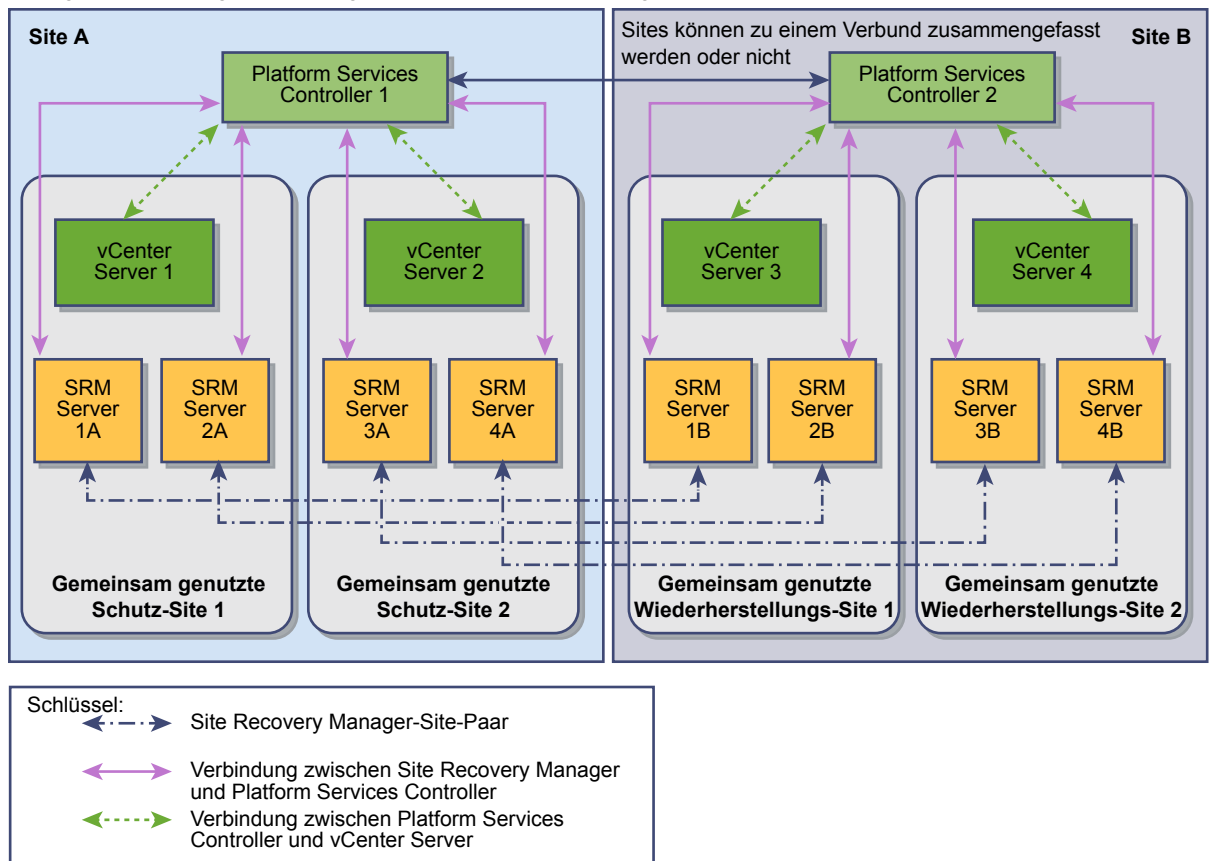 Site A
Sites können zu einem Verbund zusammengefasst
werden oder nicht
Site B
Platform Services
Controller 1
Platform Services
Controller 2
vCenter
Server 1
vCenter
Server 2
vCenter
Server 3
vCenter
Server 4
SRM
Server
1A
SRM
Server
2A
SRM
Server
3A
SRM
Server
4A
SRM
Server
1B
SRM
Server
2B
SRM
Server
3B
SRM
Server
4B
Gemeinsam genutzte
Schutz-Site 1
Gemeinsam genutzte
Schutz-Site 2
Gemeinsam genutzte
Wiederherstellungs-Site 1
Gemeinsam genutzte
Wiederherstellungs-Site 2
Schlüssel:
Site Recovery Manager-Site-Paar
Verbindung zwischen Site Recovery Manager
und Platform Services Controller
Verbindung zwischen Platform Services
Controller und vCenter Server